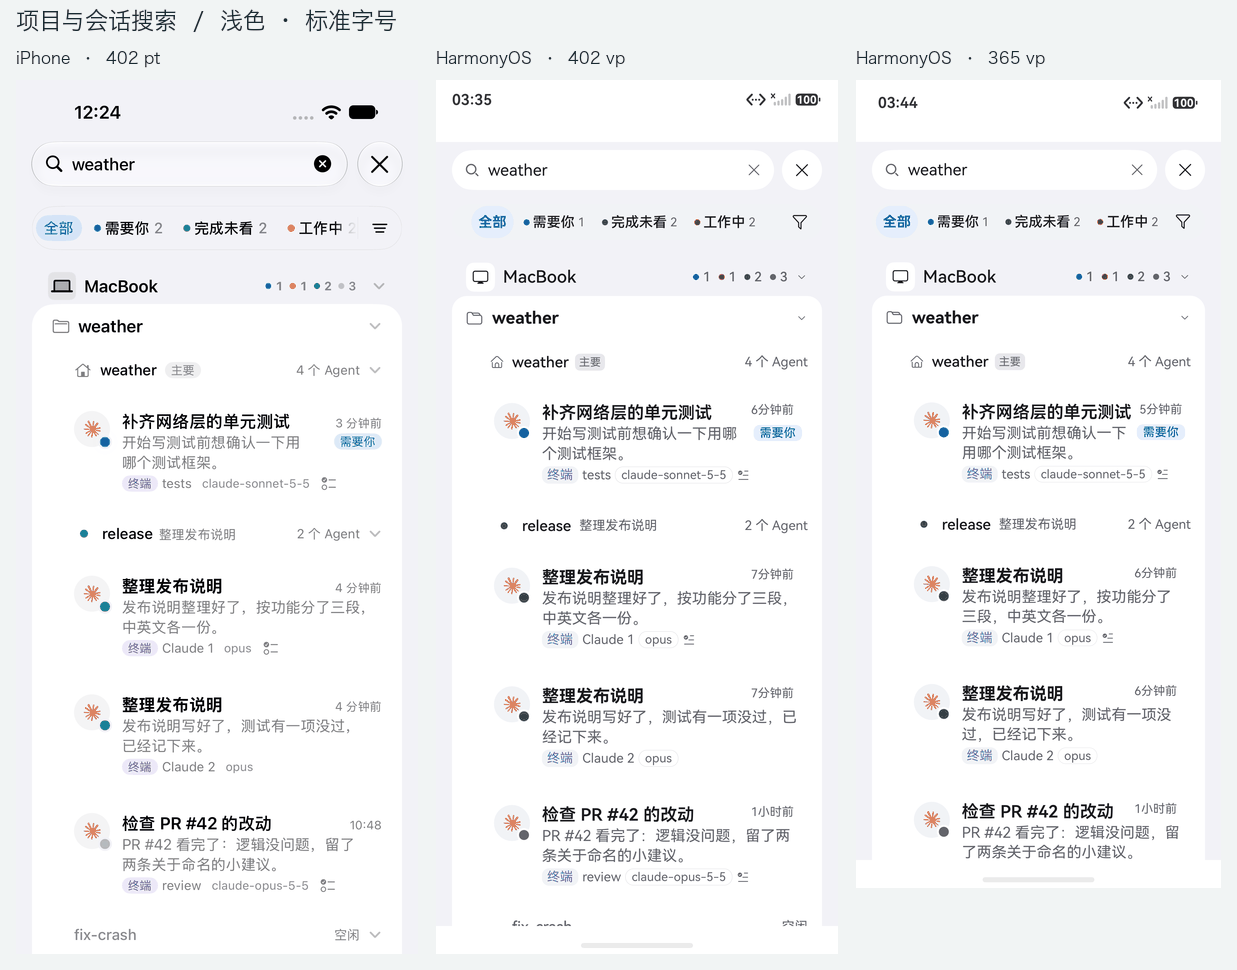 项目与会话搜索 / 浅色 · 标准字号
iPhone · 402 pt
12:24
weather
全部 需要你 2 完成未看 2 工作中 2
MacBook 1 1 2 3
weather
weather 主要 4 个 Agent
补齐网络层的单元测试 3 分钟前
开始写测试前想确认一下用 需要你
哪个测试框架。
终端 tests claude-sonnet-5-5
release 整理发布说明 2 个 Agent
整理发布说明 4 分钟前
发布说明整理好了，按功能分了三段，
中英文各一份。
终端 Claude 1 opus
整理发布说明 4 分钟前
发布说明写好了，测试有一项没过，
已经记下来。
终端 Claude 2 opus
检查 PR #42 的改动 10:48
PR #42 看完了：逻辑没问题，留了
两条关于命名的小建议。
终端 review claude-opus-5-5
fix-crash 空闲
HarmonyOS · 402 vp
03:35 100
weather
全部 需要你 1 完成未看 2 工作中 2
MacBook 1 1 2 3
weather
weather 主要 4 个 Agent
补齐网络层的单元测试 6分钟前
开始写测试前想确认一下用哪 需要你
个测试框架。
终端 tests claude-sonnet-5-5
release 整理发布说明 2 个 Agent
整理发布说明 7分钟前
发布说明整理好了，按功能分了三段，
中英文各一份。
终端 Claude 1 opus
整理发布说明 7分钟前
发布说明写好了，测试有一项没过，已
经记下来。
终端 Claude 2 opus
检查 PR #42 的改动 1小时前
PR #42 看完了：逻辑没问题，留了两
条关于命名的小建议。
终端 review claude-opus-5-5
fix-crash 空闲
HarmonyOS · 365 vp
03:44 100
weather
全部 需要你 1 完成未看 2 工作中 2
MacBook 1 1 2 3
weather
weather 主要 4 个 Agent
补齐网络层的单元测试 5分钟前
开始写测试前想确认一下 需要你
用哪个测试框架。
终端 tests claude-sonnet-5-5
release 整理发布说明 2 个 Agent
整理发布说明 6分钟前
发布说明整理好了，按功能分了
三段，中英文各一份。
终端 Claude 1 opus
整理发布说明 6分钟前
发布说明写好了，测试有一项没
过，已经记下来。
终端 Claude 2 opus
检查 PR #42 的改动 1小时前
PR #42 看完了：逻辑没问题，留
了两条关于命名的小建议。